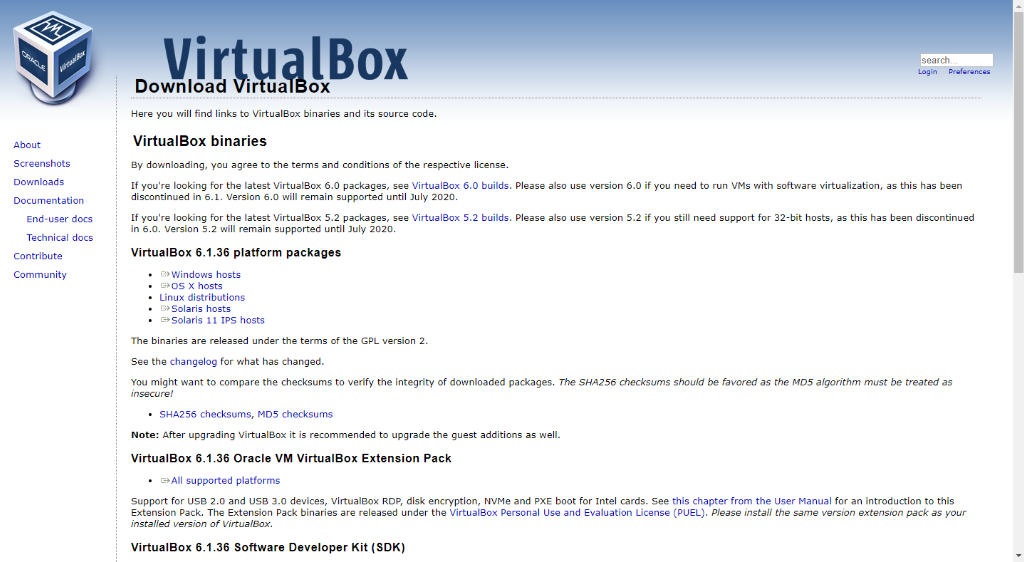 VM
ORACLE
VirtualBox
VirtualBox
search...
Login Preferences
About
Screenshots
Downloads
Documentation
End-user docs
Technical docs
Contribute
Community
Download VirtualBox
Here you will find links to VirtualBox binaries and its source code.
VirtualBox binaries
By downloading, you agree to the terms and conditions of the respective license.
If you're looking for the latest VirtualBox 6.0 packages, see VirtualBox 6.0 builds. Please also use version 6.0 if you need to run VMs with software virtualization, as this has been
discontinued in 6.1. Version 6.0 will remain supported until July 2020.
If you're looking for the latest VirtualBox 5.2 packages, see VirtualBox 5.2 builds. Please also use version 5.2 if you still need support for 32-bit hosts, as this has been discontinued
in 6.0. Version 5.2 will remain supported until July 2020.
VirtualBox 6.1.36 platform packages
• Windows hosts
• OS X hosts
• Linux distributions
• Solaris hosts
• Solaris 11 IPS hosts
The binaries are released under the terms of the GPL version 2.
See the changelog for what has changed.
You might want to compare the checksums to verify the integrity of downloaded packages. The SHA256 checksums should be favored as the MD5 algorithm must be treated as
insecure!
• SHA256 checksums, MD5 checksums
Note: After upgrading VirtualBox it is recommended to upgrade the guest additions as well.
VirtualBox 6.1.36 Oracle VM VirtualBox Extension Pack
• All supported platforms
Support for USB 2.0 and USB 3.0 devices, VirtualBox RDP, disk encryption, NVMe and PXE boot for Intel cards. See this chapter from the User Manual for an introduction to this
Extension Pack. The Extension Pack binaries are released under the VirtualBox Personal Use and Evaluation License (PUEL). Please install the same version extension pack as your
installed version of VirtualBox.
VirtualBox 6.1.36 Software Developer Kit (SDK)